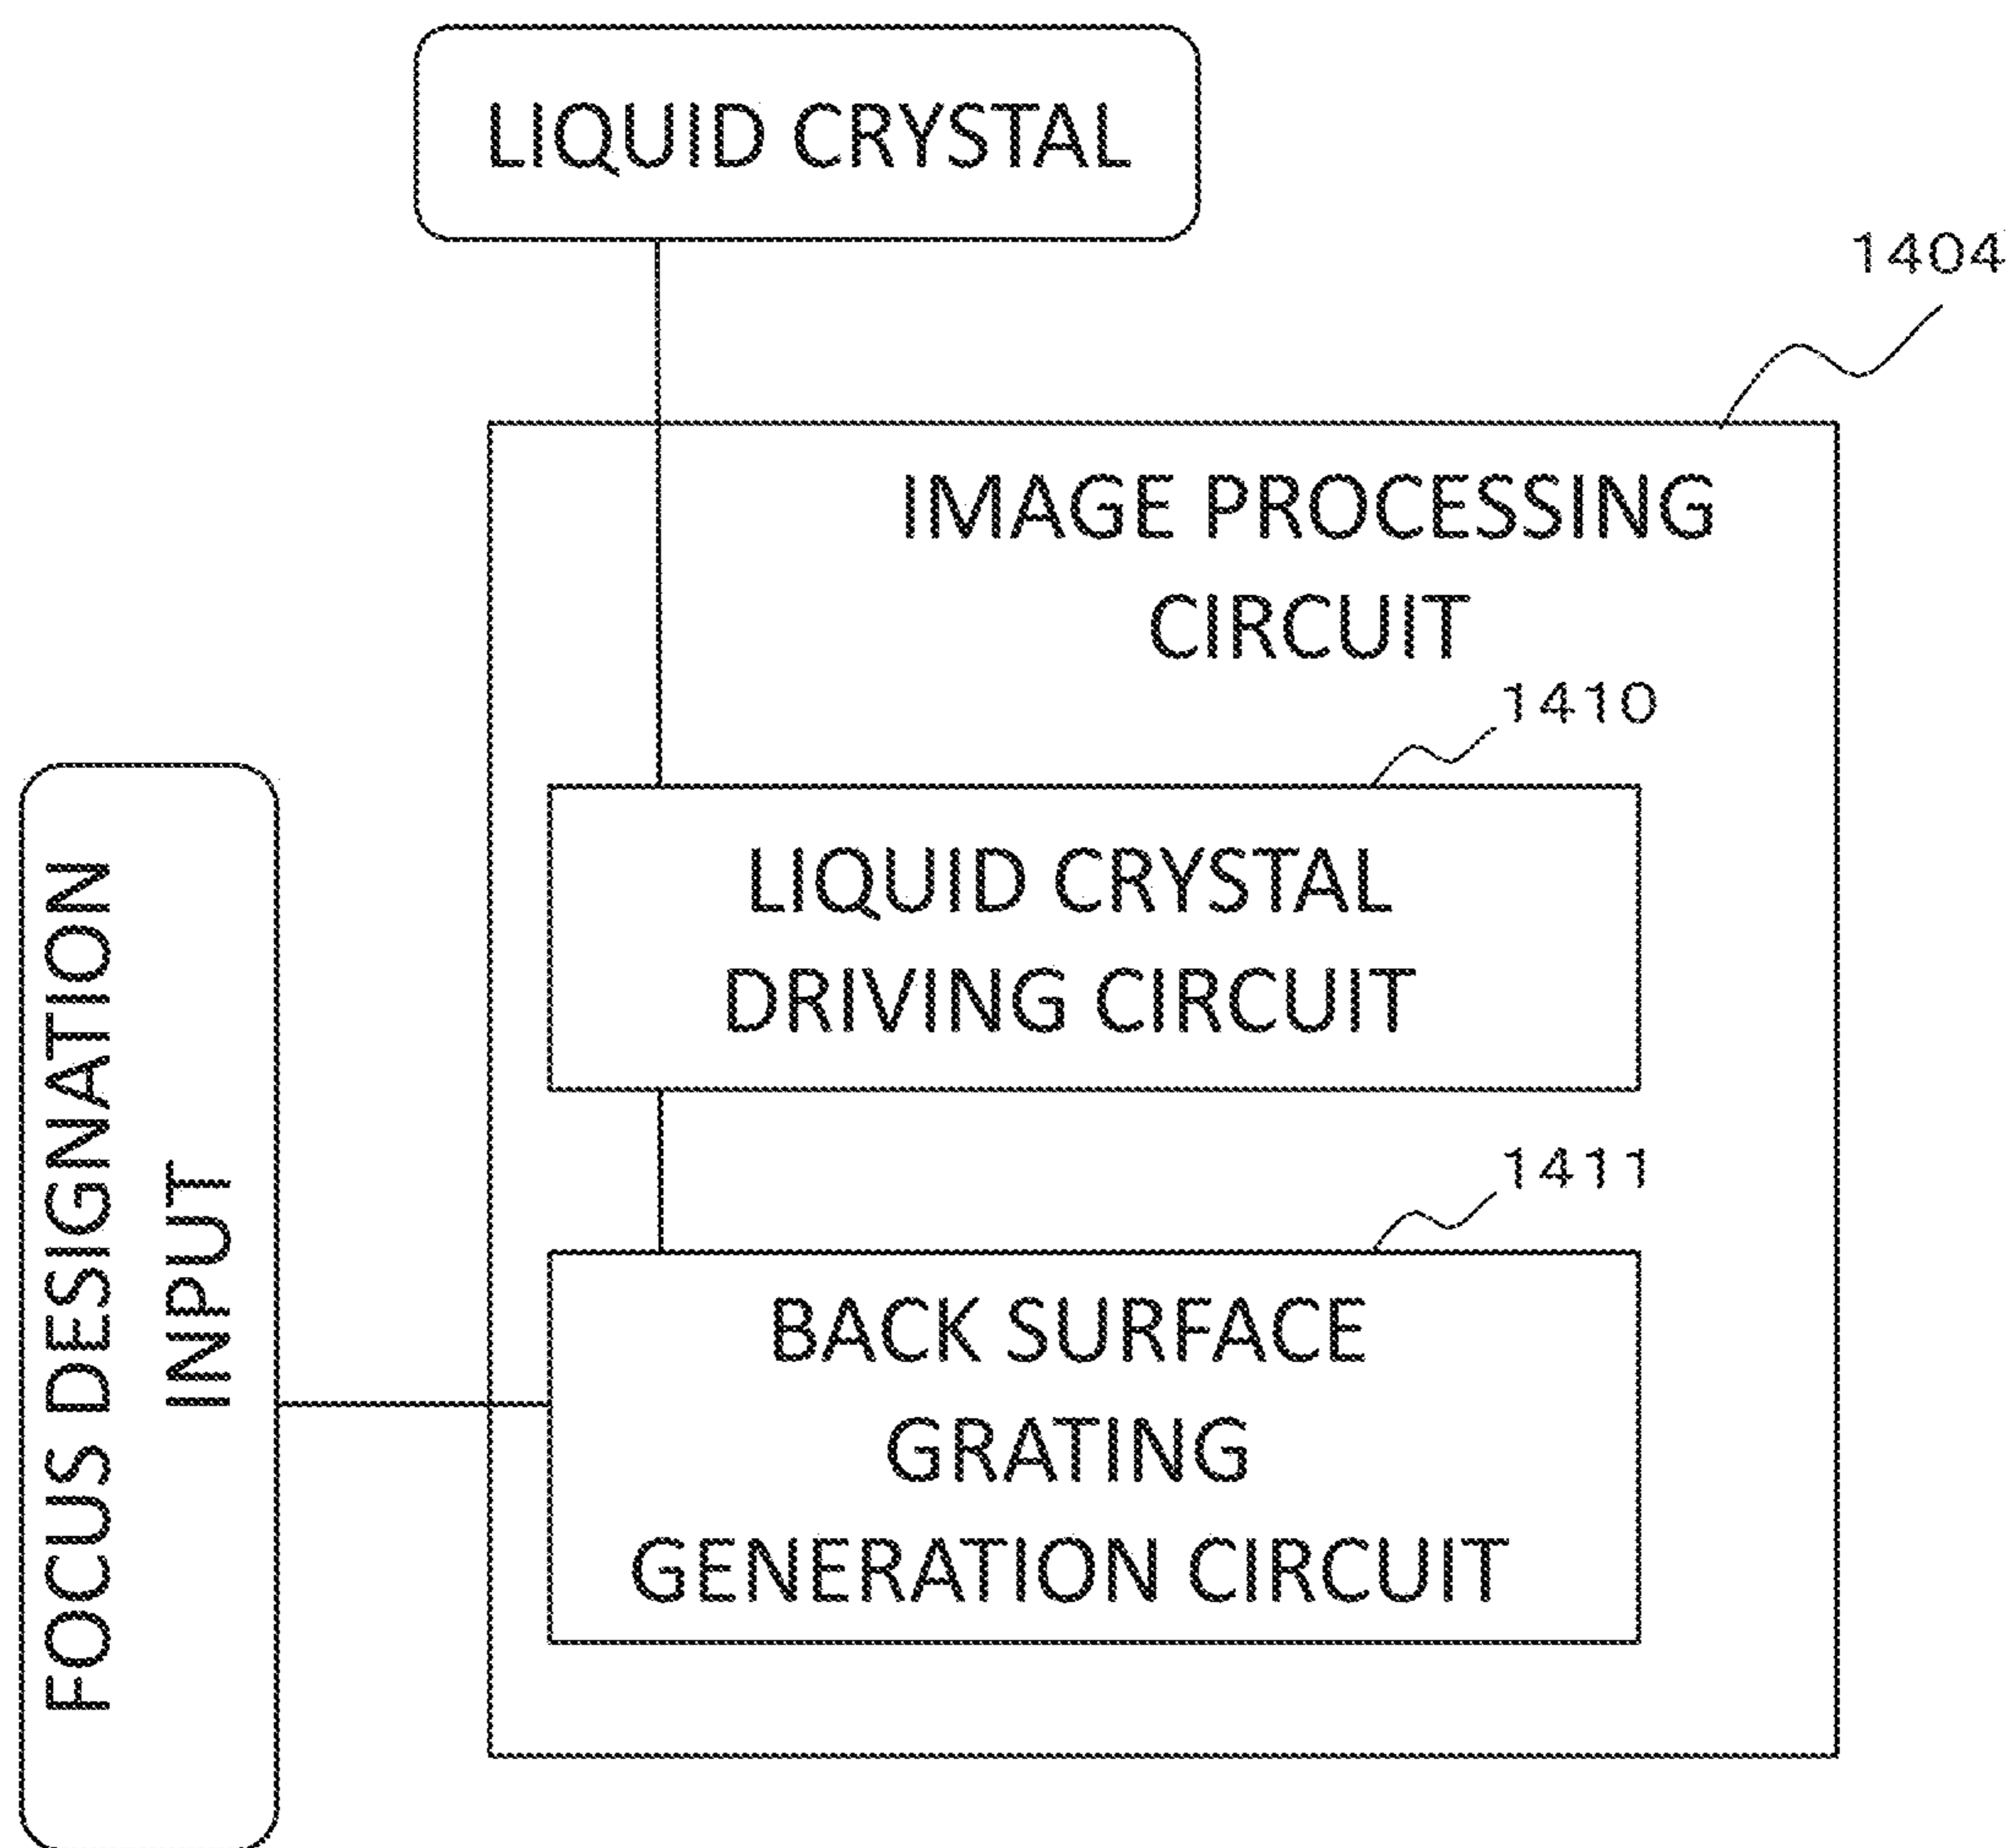 LIQUID CRYSTAL
1404
IMAGE PROCESSING
CIRCUIT
1410
LIQUID CRYSTAL
DRIVING CIRCUIT
1411
BACK SURFACE
GRATING
GENERATION CIRCUIT
FOCUS DESIGNATION
INPUT